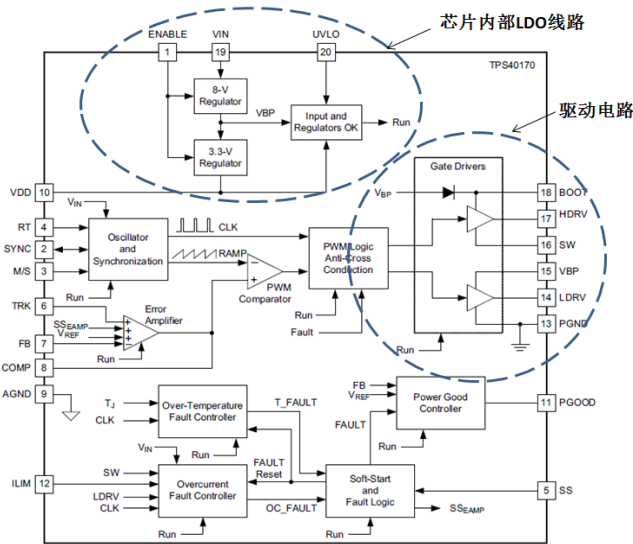 芯片内部LDO线路
ENABLE
VIN
UVLO
1
19
20
TPS40170
8-V
Regulator
VBP
Input and
Regulators OK
Run
3.3-V
Regulator
驱动电路
Gate Drivers
VBP
18 BOOT
17 HDRV
16 SW
15 VBP
14 LDRV
13 PGND
Run
VDD 10
VIN
RT 4
SYNC 2
M/S 3
Oscillator
and
Synchronization
Run
CLK
RAMP
PWM
Comparator
PWM Logic
Anti-Cross
Conduction
Run
Fault
TRK 6
Error
Amplifier
SSEAMP
VREF
FB 7
Run
COMP 8
AGND 9
TJ
CLK
Over-Temperature
Fault Controller
Run
T_FAULT
FB
VREF
FAULT
Power Good
Controller
Run
11 PGOOD
VIN
ILIM 12
SW
LDRV
CLK
Overcurrent
Fault Controller
Run
FAULT
Reset
OC_FAULT
Soft-Start
and
Fault Logic
Run
5 SS
SSEAMP